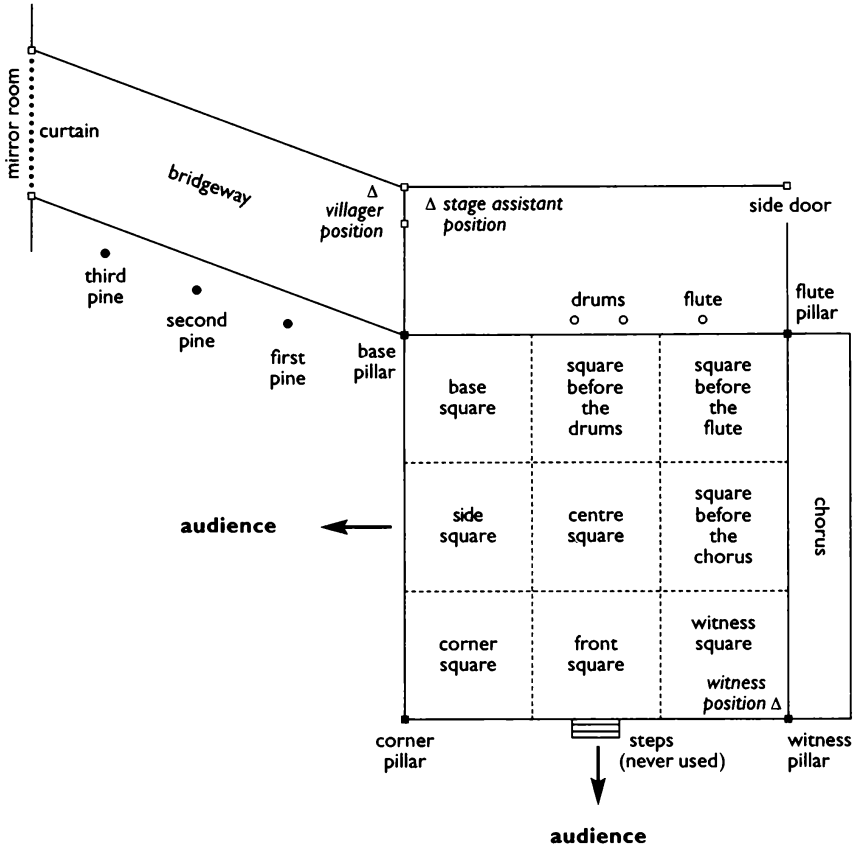 mirror room
curtain
bridgeway
villager
position
stage assistant
position
side door
third
pine
second
pine
first
pine
base
pillar
drums
flute
flute
pillar
base
square
square
before
the
drums
square
before
the
flute
audience
side
square
centre
square
square
before
the
chorus
chorus
corner
square
front
square
witness
square
witness
position
corner
pillar
steps
(never used)
witness
pillar
audience